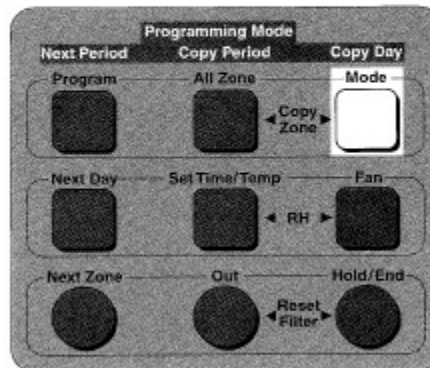 Programming Mode
Next Period Copy Period Copy Day
Program All Zone Mode
◄ Copy ►
Zone
Next Day Set Time/Temp Fan
◄ RH ►
Next Zone Out Hold/End
◄ Reset ►
Filter